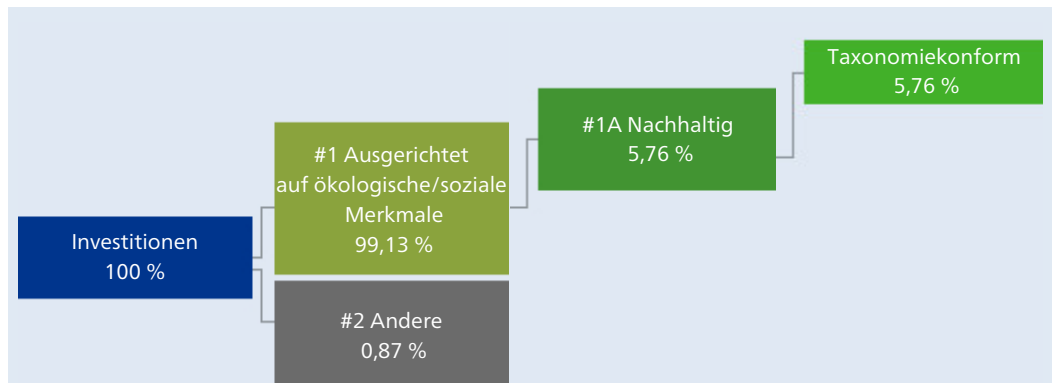 Investitionen
100 %
#1 Ausgerichtet
auf ökologische/soziale
Merkmale
99,13 %
#2 Andere
0,87 %
#1A Nachhaltig
5,76 %
Taxonomiekonform
5,76 %